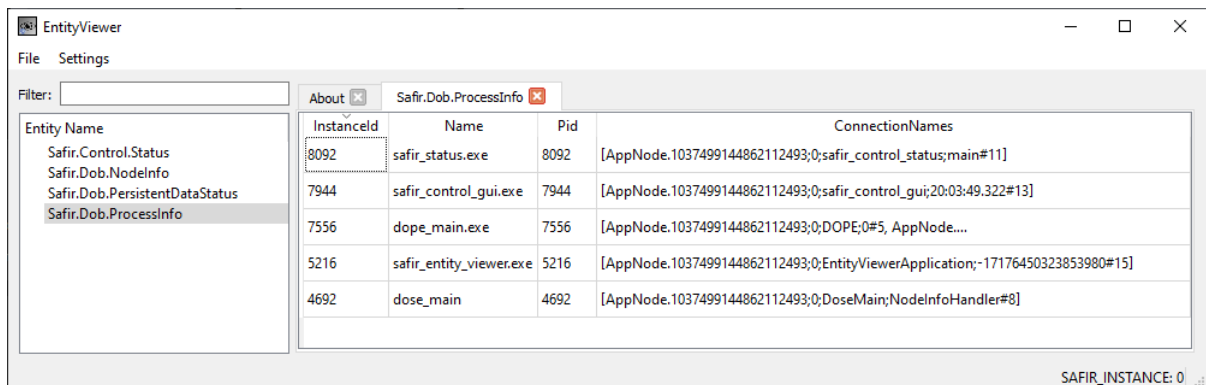 EntityViewer
File Settings
Filter:
Entity Name
Safir.Control.Status
Safir.Dob.NodeInfo
Safir.Dob.PersistentDataStatus
Safir.Dob.ProcessInfo
About Safir.Dob.ProcessInfo
InstanceId Name Pid ConnectionNames
8092 safir_status.exe 8092 [AppNode.1037499144862112493;0;safir_control_status;main#11]
7944 safir_control_gui.exe 7944 [AppNode.1037499144862112493;0;safir_control_gui;20:03:49.322#13]
7556 dope_main.exe 7556 [AppNode.1037499144862112493;0;DOPE;0#5, AppNode....
5216 safir_entity_viewer.exe 5216 [AppNode.1037499144862112493;0;EntityViewerApplication;-17176450323853980#15]
4692 dose_main 4692 [AppNode.1037499144862112493;0;DoseMain;NodeInfoHandler#8]
SAFIR_INSTANCE: 0